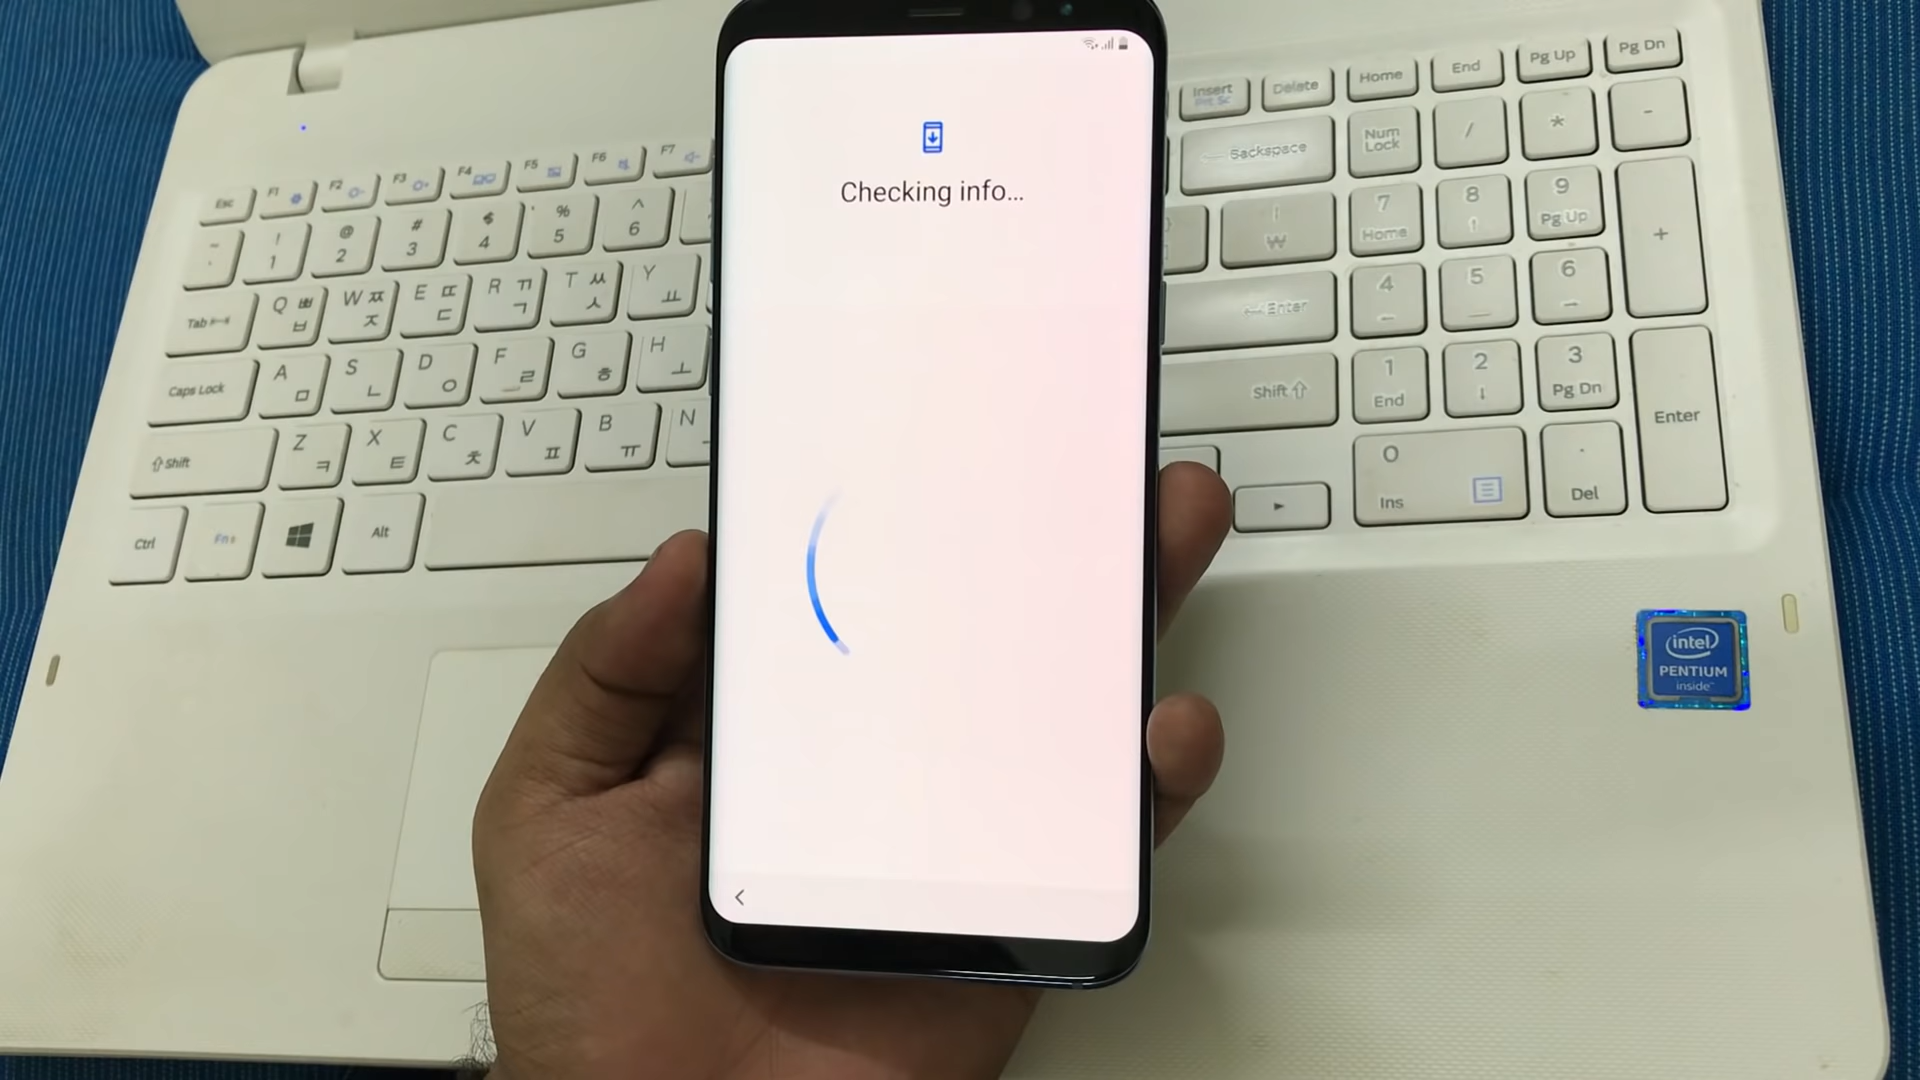 Checking info...
Insert
Prt Sc
Delete
Home
End
Pg Up
Pg Dn
Esc
F1
F2
F3
F4
F5
F6
F7
~
`
!
1
@
2
#
3
$
4
%
5
^
6
Backspace
Num
Lock
/
*
-
Tab
Q ㅃ
ㅂ
W ㅉ
ㅈ
E ㄸ
ㄷ
R ㄲ
ㄱ
T ㅆ
ㅅ
Y
ㅛ
₩
7
Home
8
↑
9
Pg Up
+
Caps Lock
A
ㅁ
S
ㄴ
D
ㅇ
F
ㄹ
G
ㅎ
H
ㅗ
Enter
4
←
5
6
→
Shift
Z
ㅋ
X
ㅌ
C
ㅊ
V
ㅍ
B
ㅠ
N
Shift
1
End
2
↓
3
Pg Dn
Enter
Ctrl
Fn
Alt
0
Ins
.
Del
intel
PENTIUM
inside™